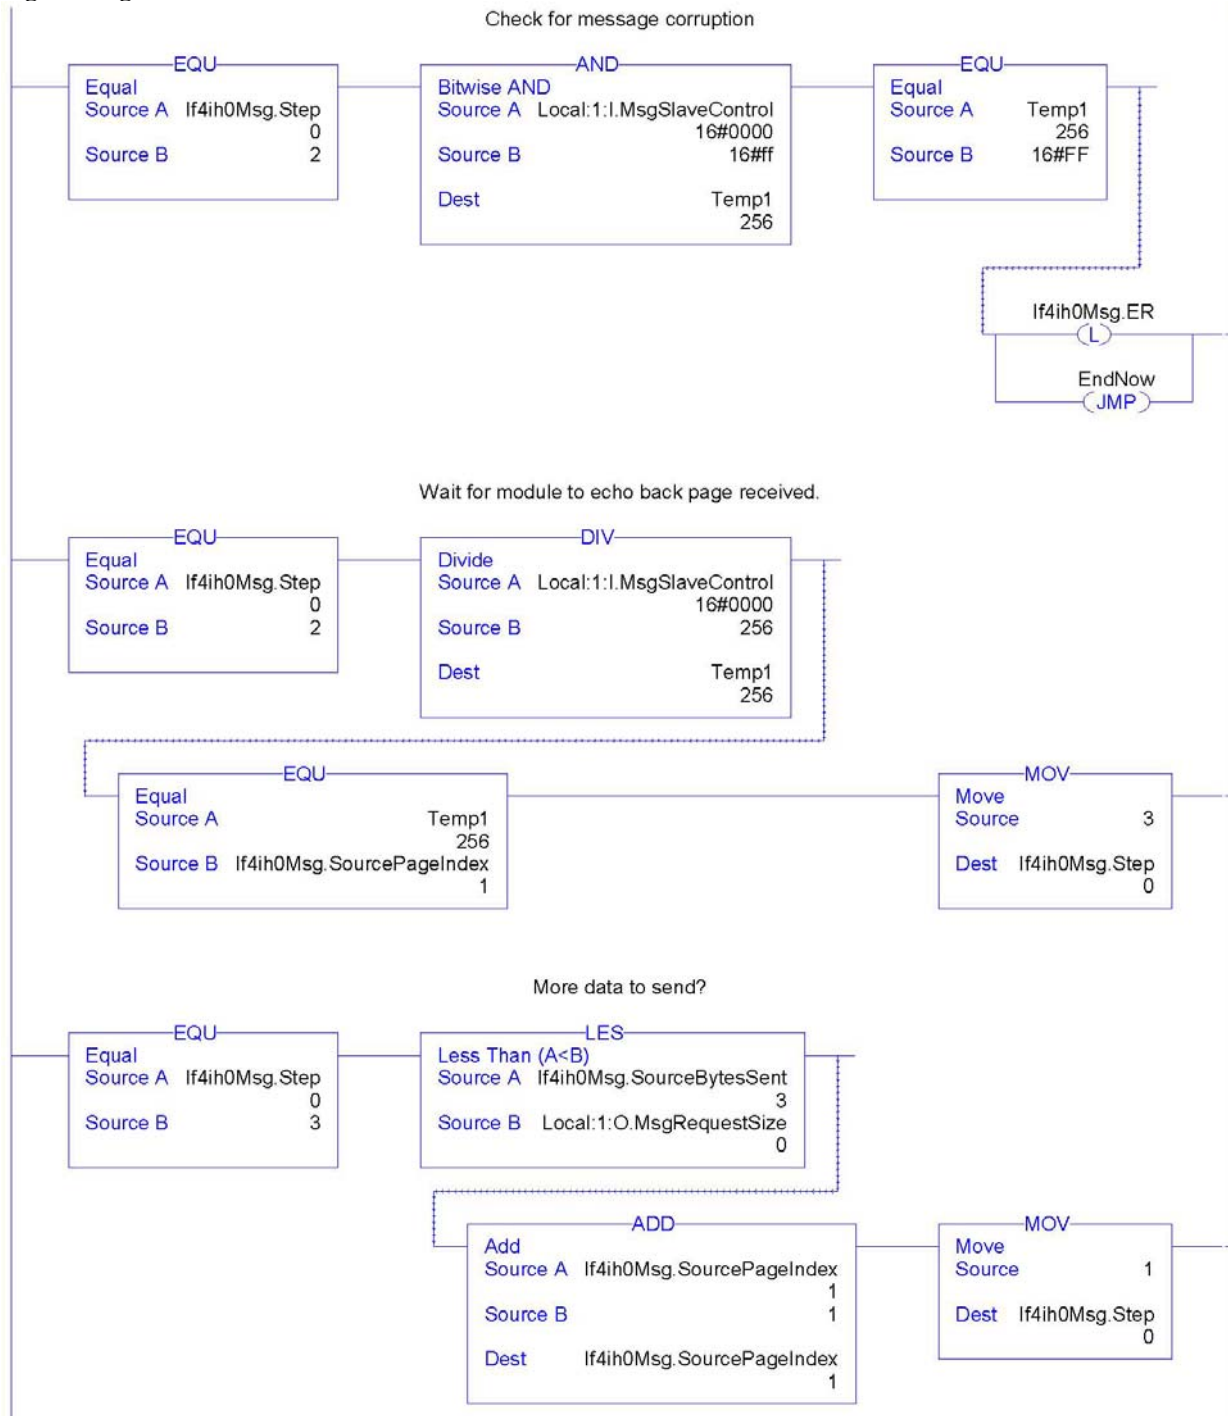 Check for message corruption
EQU
Equal
Source A If4ih0Msg.Step
0
Source B 2
AND
Bitwise AND
Source A Local:1:I.MsgSlaveControl
16#0000
Source B 16#ff
Dest Temp1
256
EQU
Equal
Source A Temp1
256
Source B 16#FF
If4ih0Msg.ER
L
EndNow
JMP
Wait for module to echo back page received.
EQU
Equal
Source A If4ih0Msg.Step
0
Source B 2
DIV
Divide
Source A Local:1:I.MsgSlaveControl
16#0000
Source B 256
Dest Temp1
256
EQU
Equal
Source A Temp1
256
Source B If4ih0Msg.SourcePageIndex
1
MOV
Move
Source 3
Dest If4ih0Msg.Step
0
More data to send?
EQU
Equal
Source A If4ih0Msg.Step
0
Source B 3
LES
Less Than (A<B)
Source A If4ih0Msg.SourceBytesSent
3
Source B Local:1:O.MsgRequestSize
0
ADD
Add
Source A If4ih0Msg.SourcePageIndex
1
Source B 1
Dest If4ih0Msg.SourcePageIndex
1
MOV
Move
Source 1
Dest If4ih0Msg.Step
0